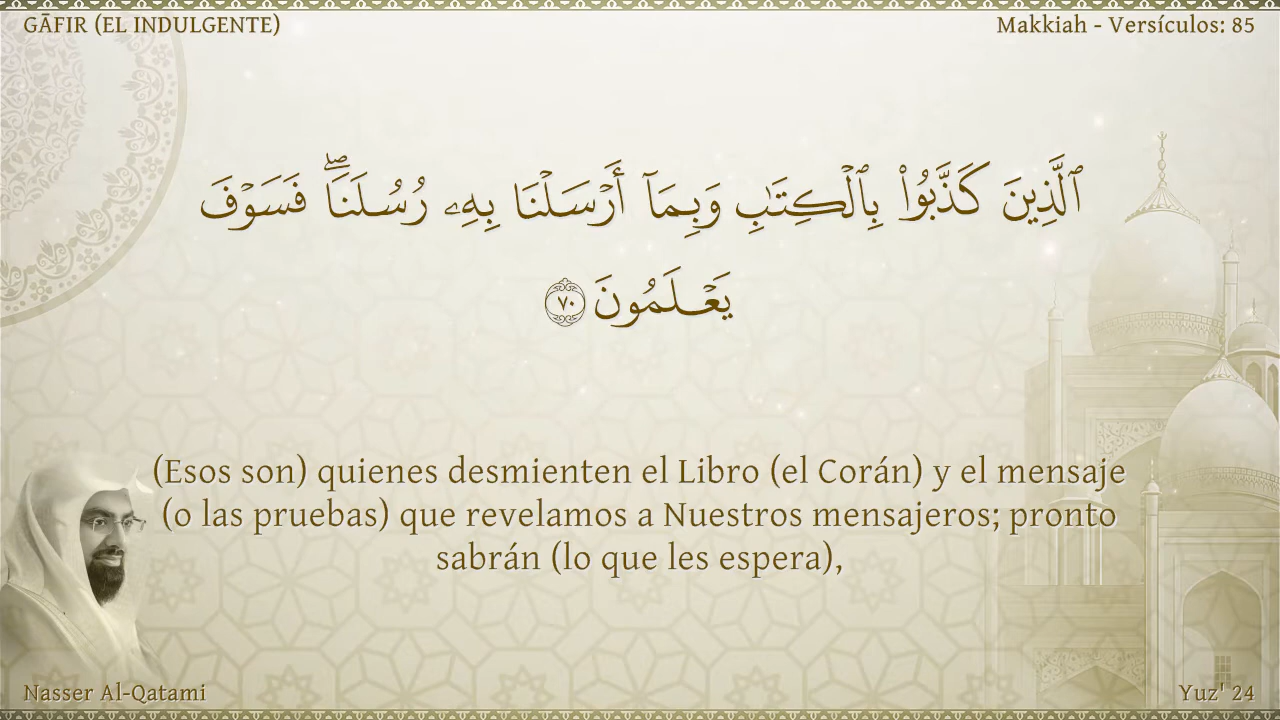 GĀFIR (EL INDULGENTE)
Makkiah - Versículos: 85
ٱلَّذِينَ كَذَّبُوا۟ بِٱلْكِتَـٰبِ وَبِمَآ أَرْسَلْنَا بِهِۦ رُسُلَنَا ۖ فَسَوْفَ
يَعْلَمُونَ ٧٠
(Esos son) quienes desmienten el Libro (el Corán) y el mensaje
(o las pruebas) que revelamos a Nuestros mensajeros; pronto
sabrán (lo que les espera),
Nasser Al-Qatami
Yuz' 24